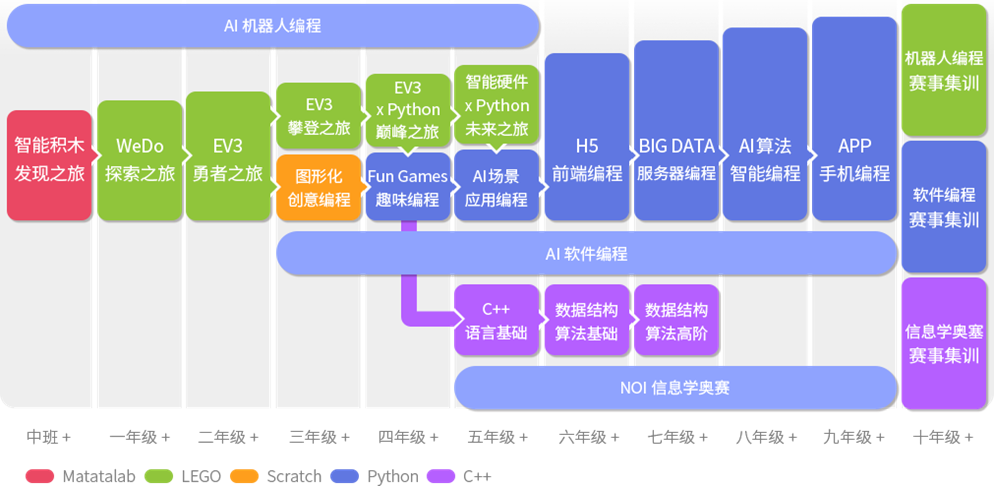 AI 机器人编程
智能积木
发现之旅
WeDo
探索之旅
EV3
勇者之旅
EV3
攀登之旅
图形化
创意编程
EV3
x Python
巅峰之旅
Fun Games
趣味编程
智能硬件
x Python
未来之旅
AI场景
应用编程
H5
前端编程
BIG DATA
服务器编程
AI算法
智能编程
APP
手机编程
机器人编程
赛事集训
软件编程
赛事集训
信息学奥塞
赛事集训
AI 软件编程
C++
语言基础
数据结构
算法基础
数据结构
算法高阶
NOI 信息学奥赛
中班 +
一年级 +
二年级 +
三年级 +
四年级 +
五年级 +
六年级 +
七年级 +
八年级 +
九年级 +
十年级 +
Matatalab
LEGO
Scratch
Python
C++